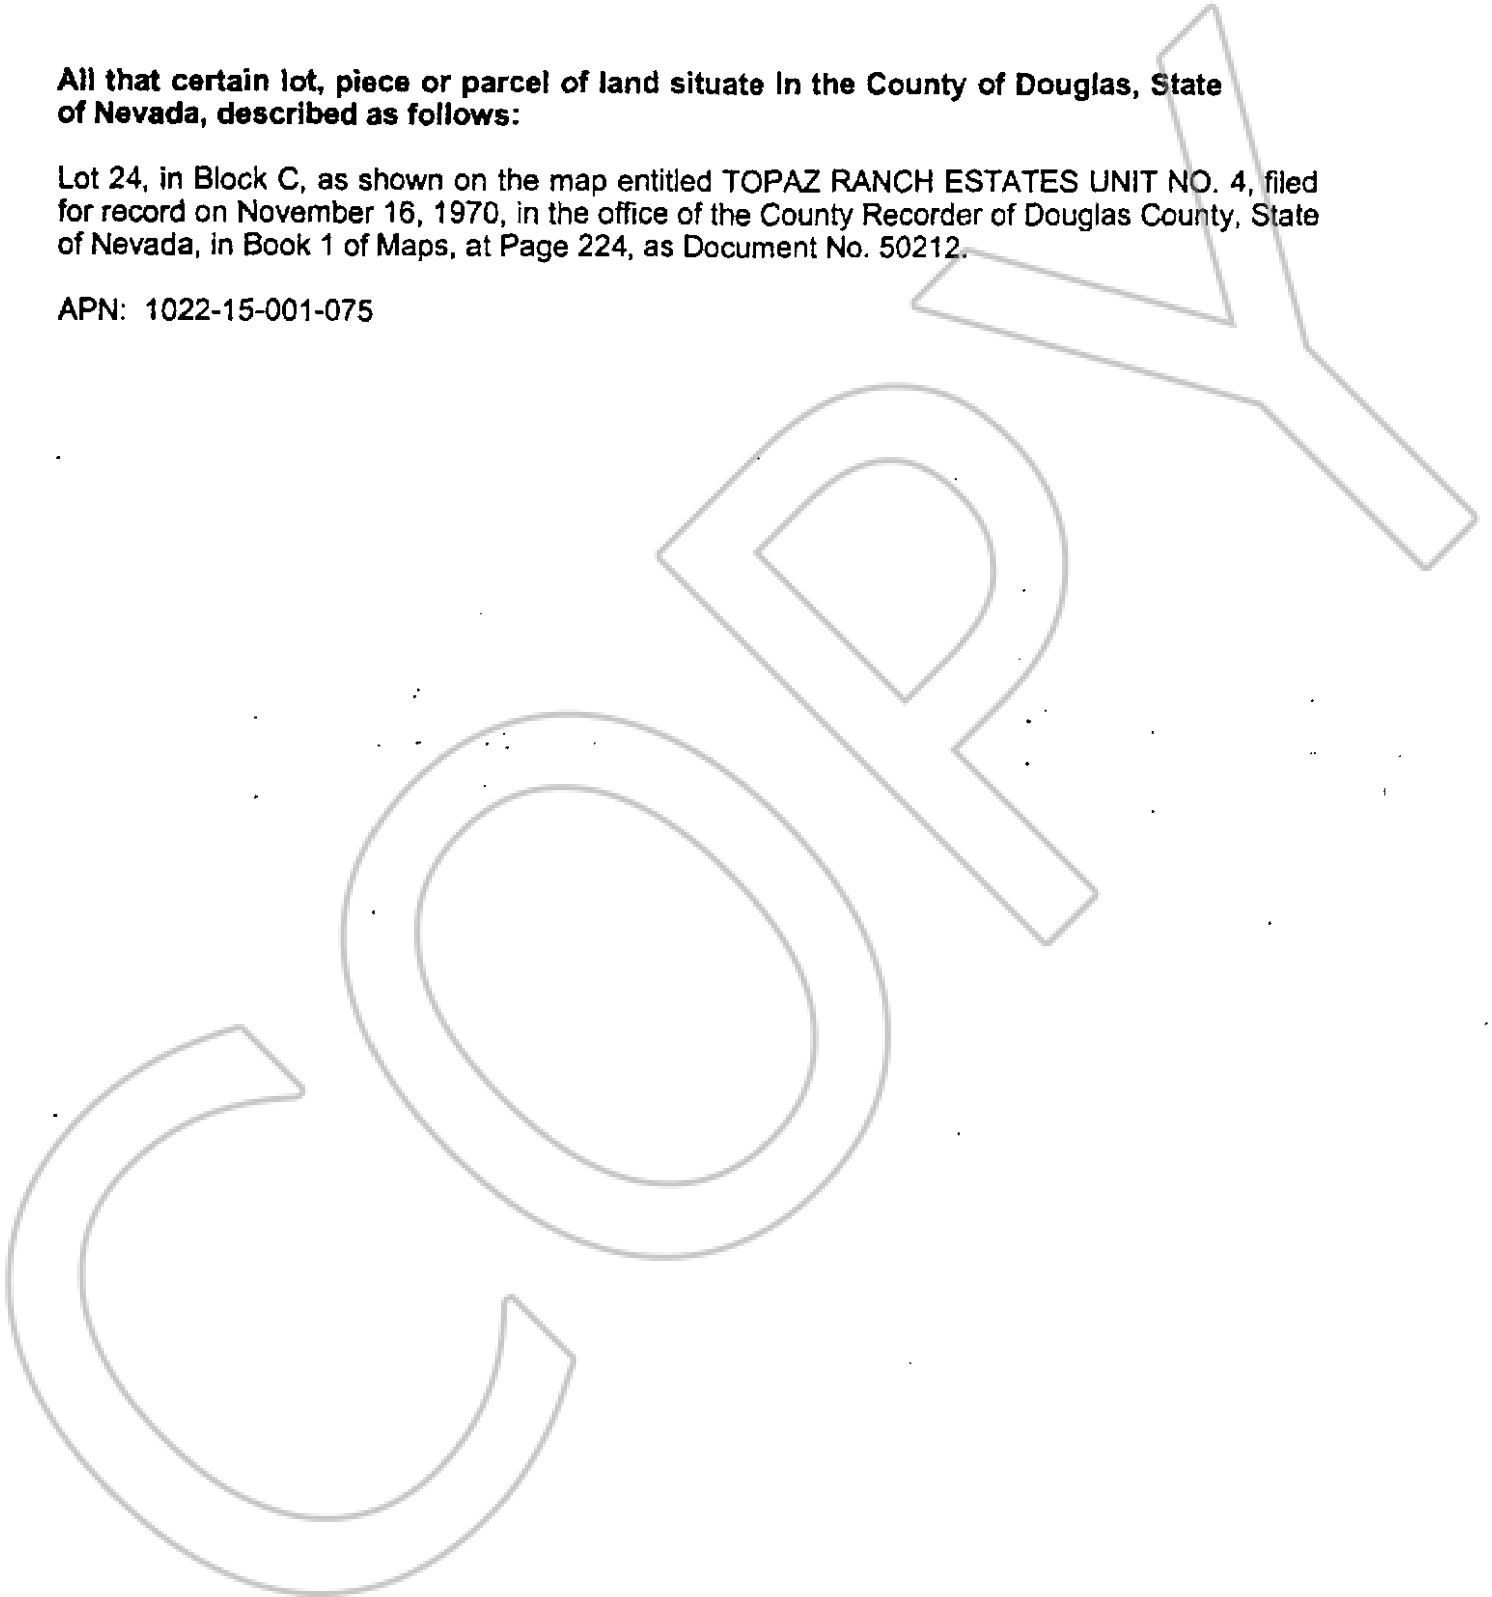 All that certain lot, piece or parcel of land situate in the County of Douglas, State
of Nevada, described as follows:
Lot 24, in Block C, as shown on the map entitled TOPAZ RANCH ESTATES UNIT NO. 4, filed
for record on November 16, 1970, in the office of the County Recorder of Douglas County, State
of Nevada, in Book 1 of Maps, at Page 224, as Document No. 50212.
APN: 1022-15-001-075
COPY